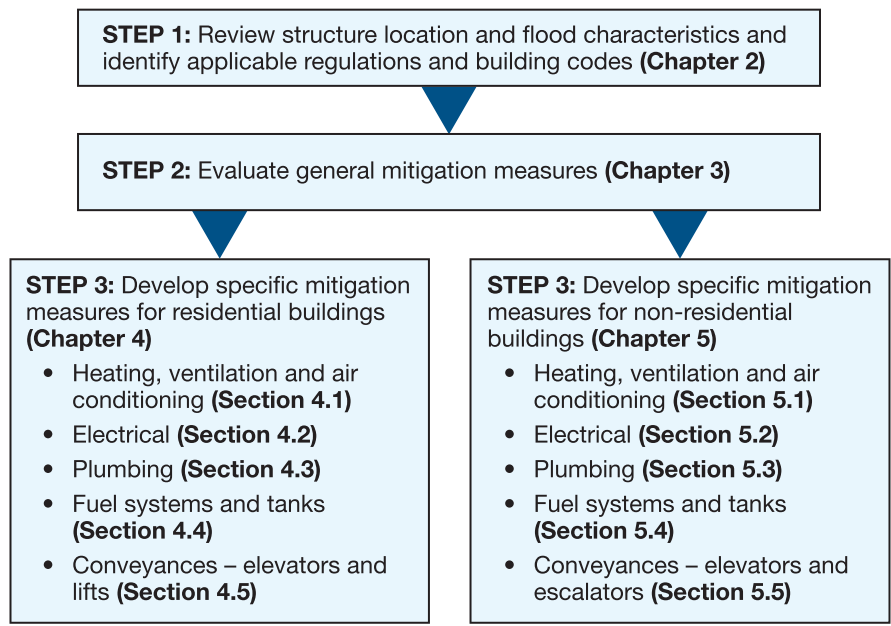 STEP 1: Review structure location and flood characteristics and
identify applicable regulations and building codes (Chapter 2)
STEP 2: Evaluate general mitigation measures (Chapter 3)
STEP 3: Develop specific mitigation
measures for residential buildings
(Chapter 4)
• Heating, ventilation and air
conditioning (Section 4.1)
• Electrical (Section 4.2)
• Plumbing (Section 4.3)
• Fuel systems and tanks
(Section 4.4)
• Conveyances – elevators and
lifts (Section 4.5)
STEP 3: Develop specific mitigation
measures for non-residential
buildings (Chapter 5)
• Heating, ventilation and air
conditioning (Section 5.1)
• Electrical (Section 5.2)
• Plumbing (Section 5.3)
• Fuel systems and tanks
(Section 5.4)
• Conveyances – elevators and
escalators (Section 5.5)